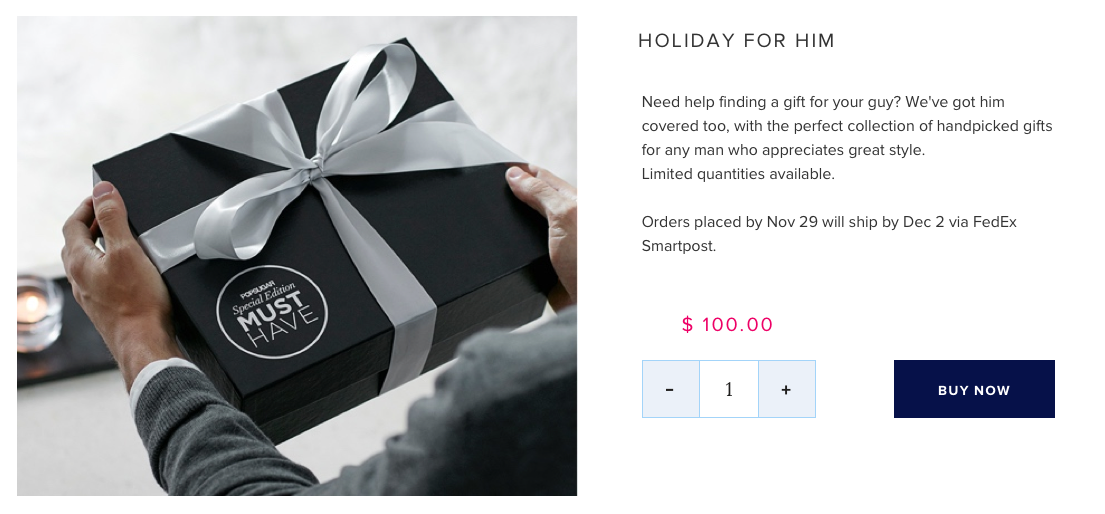 POPSUGAR
Special Edition
MUST
HAVE
HOLIDAY FOR HIM
Need help finding a gift for your guy? We've got him
covered too, with the perfect collection of handpicked gifts
for any man who appreciates great style.
Limited quantities available.
Orders placed by Nov 29 will ship by Dec 2 via FedEx
Smartpost.
$ 100.00
- 1 +
BUY NOW